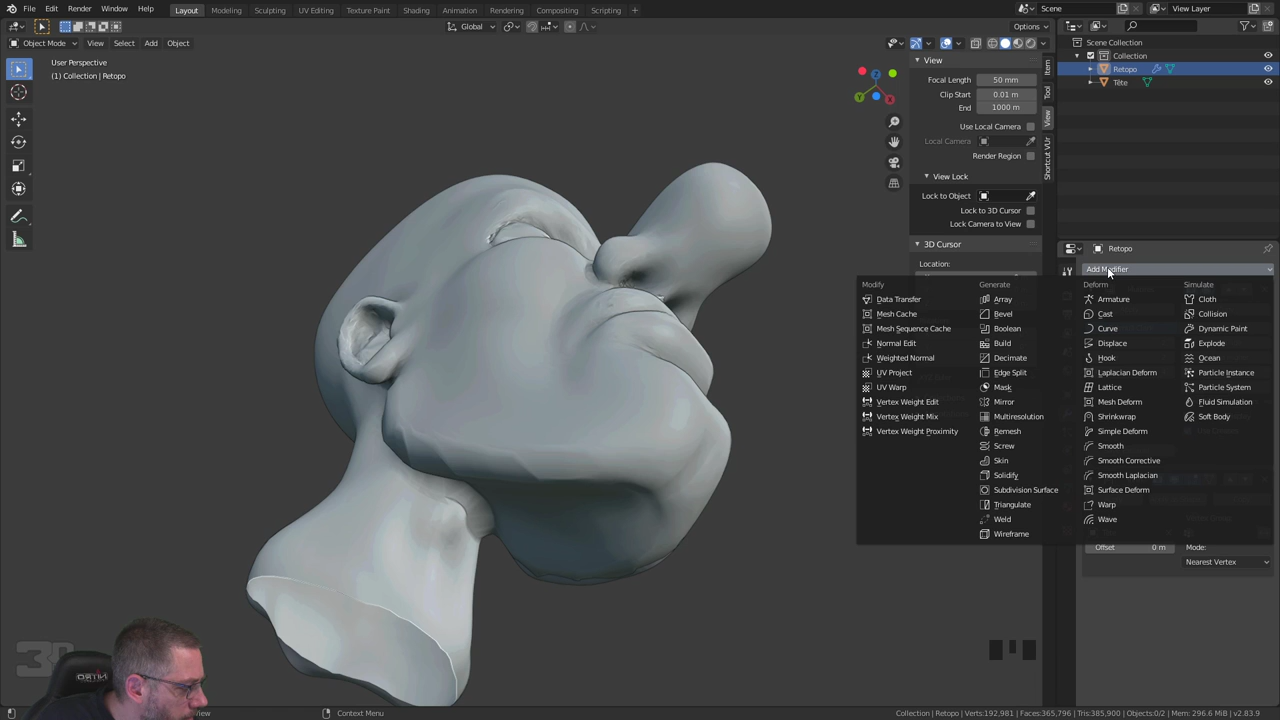 File Edit Render Window Help
Layout Modeling Sculpting UV Editing Texture Paint Shading Animation Rendering Compositing Scripting +
Scene
View Layer
Global
Options
Object Mode View Select Add Object
User Perspective
(1) Collection | Retopo
View
Focal Length 50 mm
Clip Start 0.01 m
End 1000 m
Use Local Camera
Local Camera
Render Region
View Lock
Lock to Object
Lock to 3D Cursor
Lock Camera to View
3D Cursor
Location:
Item
Tool
View
Shortcut VUr
Scene Collection
Collection
Retopo
Tête
Retopo
Add Modifier
Modify
Data Transfer
Mesh Cache
Mesh Sequence Cache
Normal Edit
Weighted Normal
UV Project
UV Warp
Vertex Weight Edit
Vertex Weight Mix
Vertex Weight Proximity
Generate
Array
Bevel
Boolean
Build
Decimate
Edge Split
Mask
Mirror
Multiresolution
Remesh
Screw
Skin
Solidify
Subdivision Surface
Triangulate
Weld
Wireframe
Deform
Armature
Cast
Curve
Displace
Hook
Laplacian Deform
Lattice
Mesh Deform
Shrinkwrap
Simple Deform
Smooth
Smooth Corrective
Smooth Laplacian
Surface Deform
Warp
Wave
Simulate
Cloth
Collision
Dynamic Paint
Explode
Ocean
Particle Instance
Particle System
Fluid Simulation
Soft Body
Offset 0 m Mode:
Nearest Vertex
Context Menu
Collection | Retopo | Verts:192,981 | Faces:365,796 | Tris:385,900 | Objects:0/2 | Mem: 296.6 MiB | v2.83.9